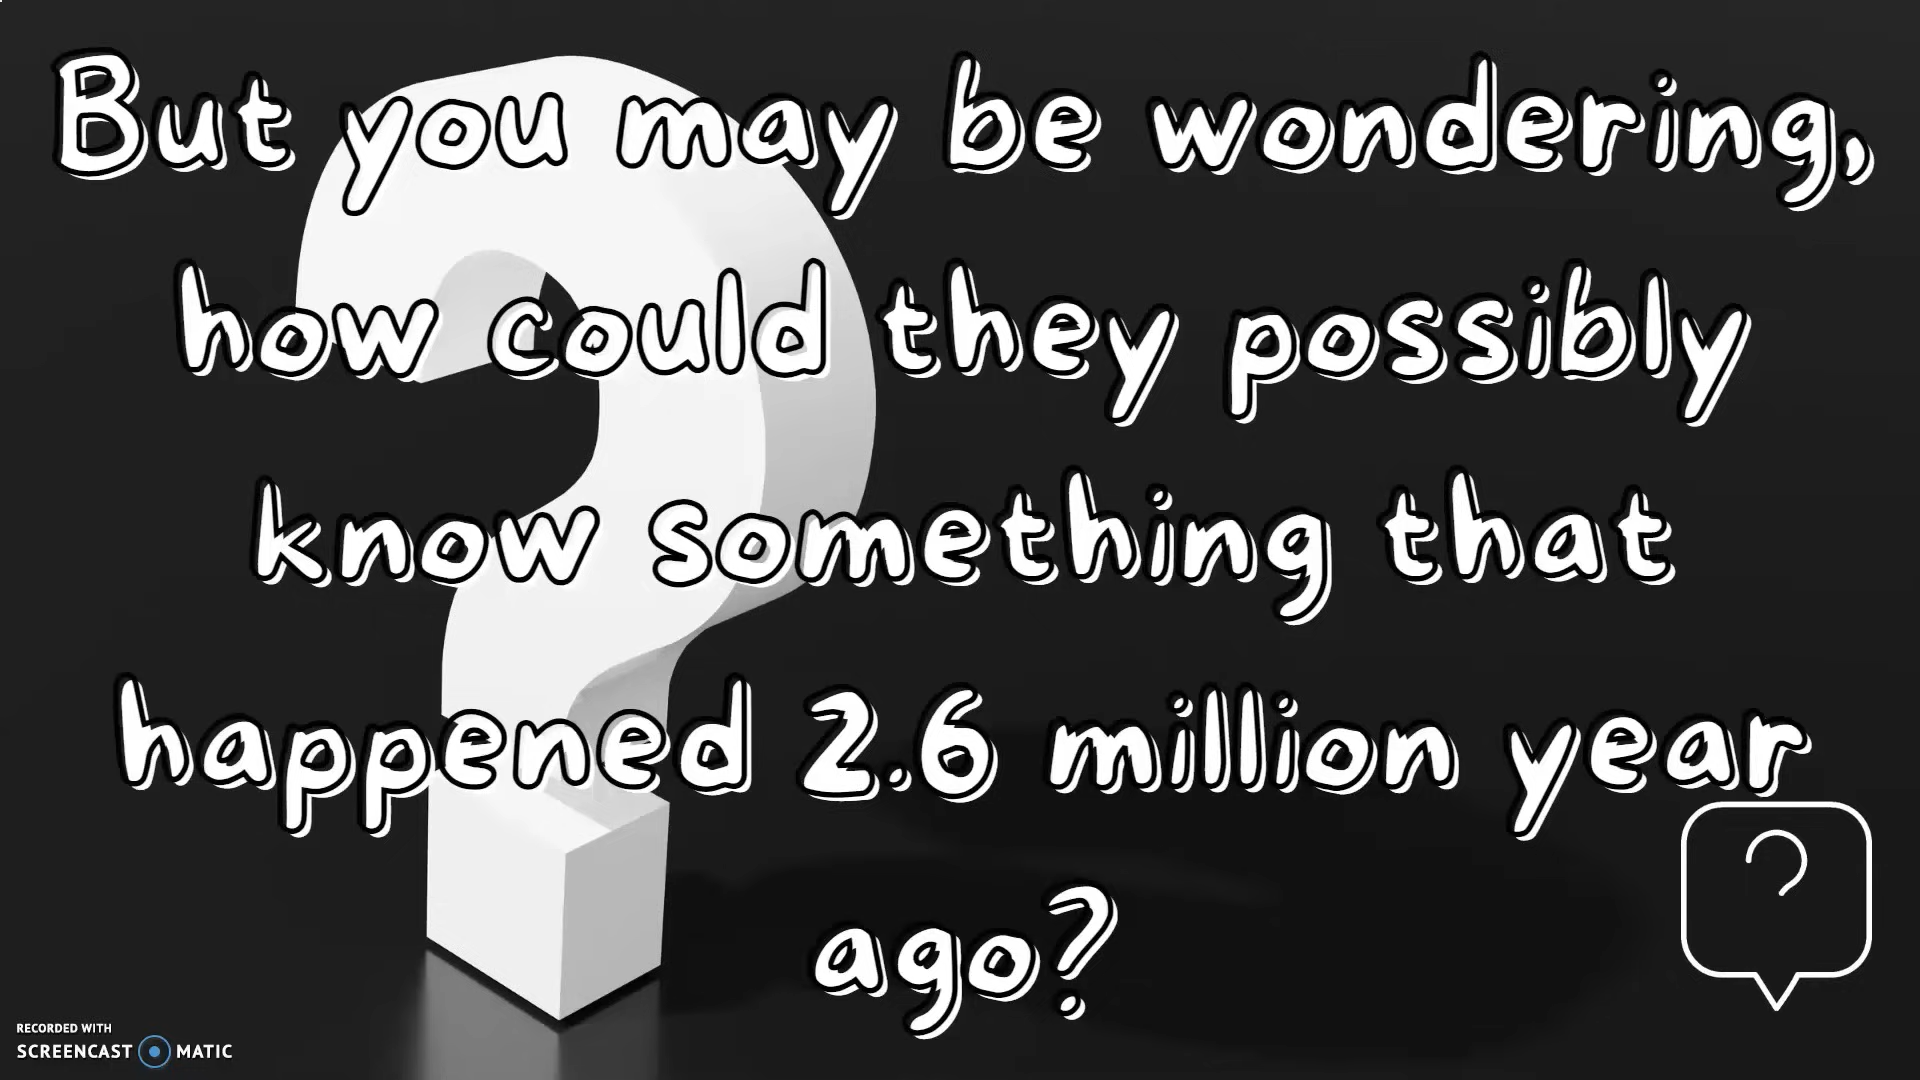 But you may be wondering,
how could they possibly
know something that
happened 2.6 million year
ago?
RECORDED WITH
SCREENCAST MATIC